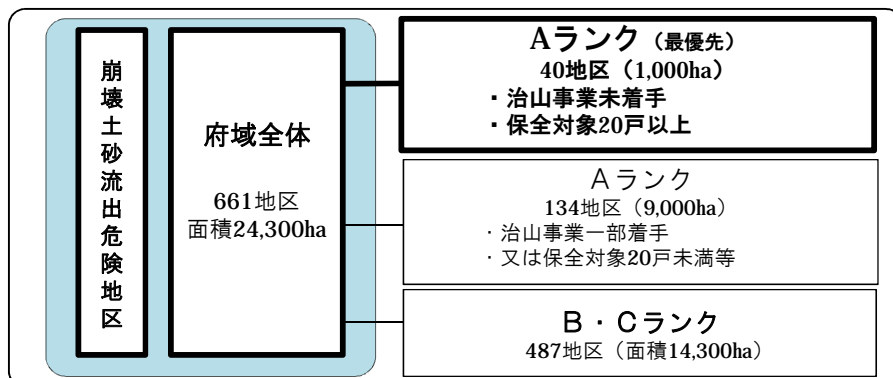 崩壊土砂流出危険地区
府域全体
661地区
面積24,300ha
Aランク（最優先）
40地区（1,000ha）
・治山事業未着手
・保全対象20戸以上
Aランク
134地区（9,000ha）
・治山事業一部着手
・又は保全対象20戸未満等
B・Cランク
487地区（面積14,300ha）